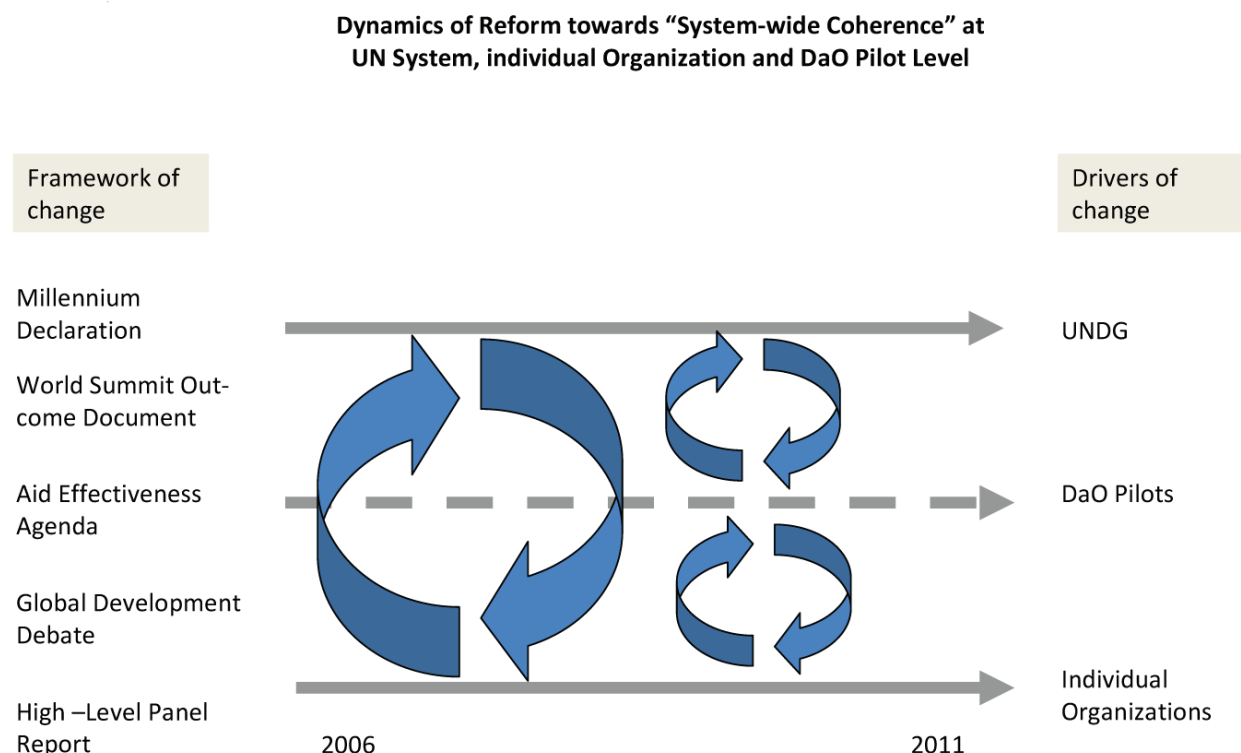 Dynamics of Reform towards “System-wide Coherence” at
UN System, individual Organization and DaO Pilot Level
Framework of
change
Drivers of
change
Millennium
Declaration
UNDG
World Summit Out-
come Document
Aid Effectiveness
Agenda
DaO Pilots
Global Development
Debate
High –Level Panel
Report
Individual
Organizations
2006
2011